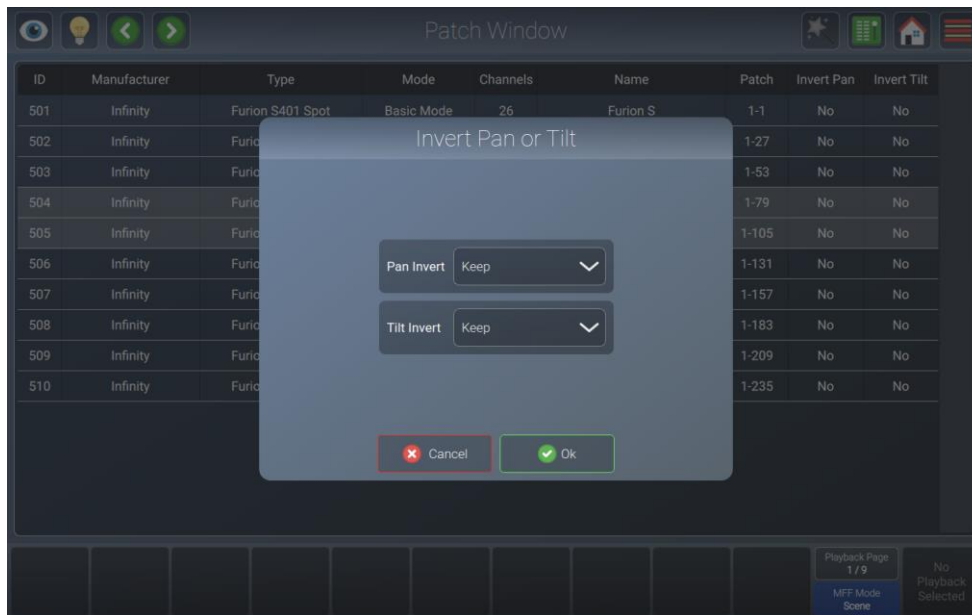 Patch Window
ID Manufacturer Type Mode Channels Name Patch Invert Pan Invert Tilt
501 Infinity Furion S401 Spot Basic Mode 26 Furion S 1-1 No No
502 Infinity Furio 1-27 No No
503 Infinity Furio 1-53 No No
504 Infinity Furio 1-79 No No
505 Infinity Furio 1-105 No No
506 Infinity Furio 1-131 No No
507 Infinity Furio 1-157 No No
508 Infinity Furio 1-183 No No
509 Infinity Furio 1-209 No No
510 Infinity Furio 1-235 No No
Invert Pan or Tilt
Pan Invert Keep
Tilt Invert Keep
Cancel Ok
Playback Page
1 / 9
MFF Mode
Scene
No
Playback
Selected